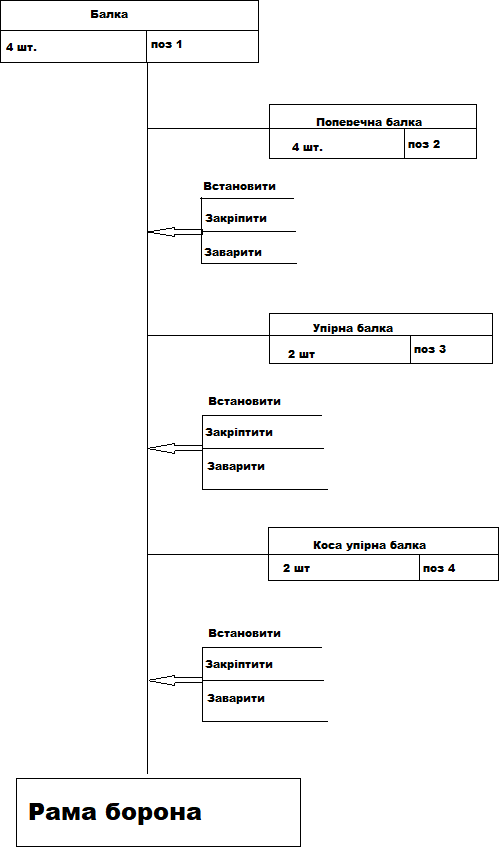 Балка
4 шт.
поз 1
Поперечна балка
4 шт.
поз 2
Встановити
Закріпити
Заварити
Упірна балка
2 шт
поз 3
Встановити
Закріптити
Заварити
Коса упірна балка
2 шт
поз 4
Встановити
Закріптити
Заварити
Рама борона